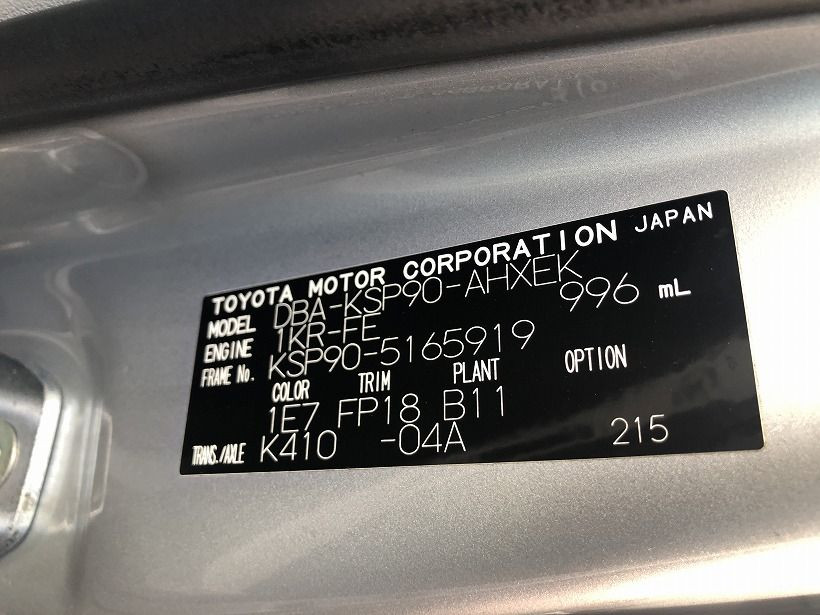 TOYOTA MOTOR CORPORATION JAPAN
MODEL DBA-KSP90-AHXEK
ENGINE 1KR-FE 996 mL
FRAME No. KSP90-5165919
COLOR TRIM PLANT OPTION
1E7 FP18 B11
TRANS./AXLE K410 -04A 215